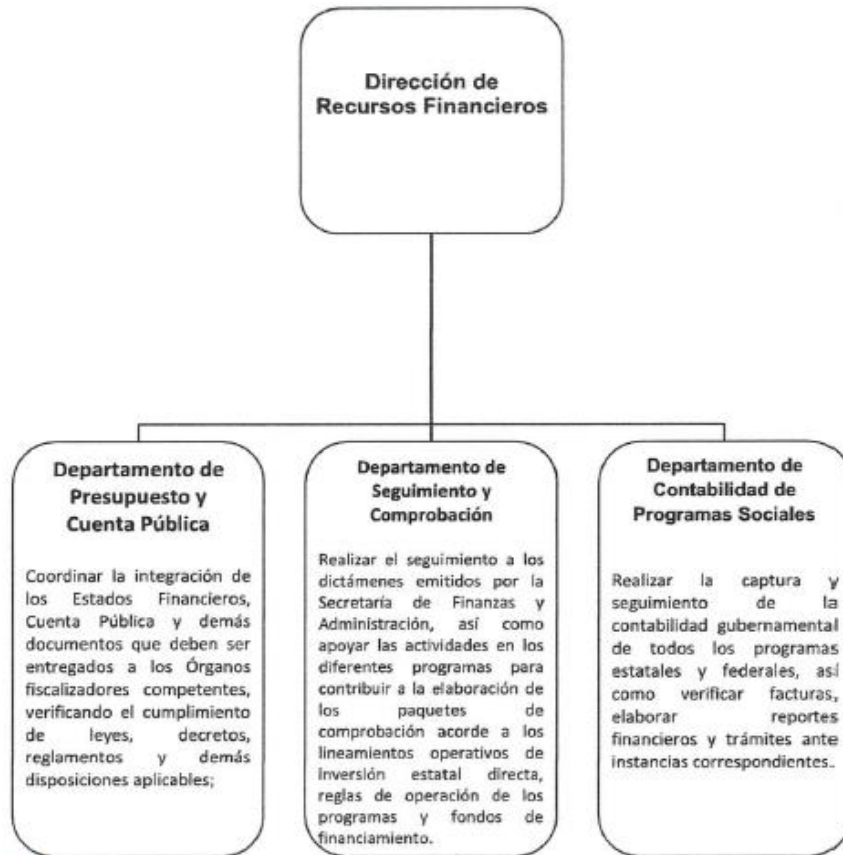 Dirección de
Recursos Financieros
Departamento de
Presupuesto y
Cuenta Pública
Coordinar la integración de
los Estados Financieros,
Cuenta Pública y demás
documentos que deben ser
entregados a los Órganos
fiscalizadores competentes,
verificando el cumplimiento
de leyes, decretos,
reglamentos y demás
disposiciones aplicables;
Departamento de
Seguimiento y
Comprobación
Realizar el seguimiento a los
dictámenes emitidos por la
Secretaría de Finanzas y
Administración, así como
apoyar las actividades en los
diferentes programas para
contribuir a la elaboración de
los paquetes de
comprobación acorde a los
lineamientos operativos de
inversión estatal directa,
reglas de operación de los
programas y fondos de
financiamiento.
Departamento de
Contabilidad de
Programas Sociales
Realizar la captura y
seguimiento de la
contabilidad gubernamental
de todos los programas
estatales y federales, así
como verificar facturas,
elaborar reportes
financieros y trámites ante
instancias correspondientes.